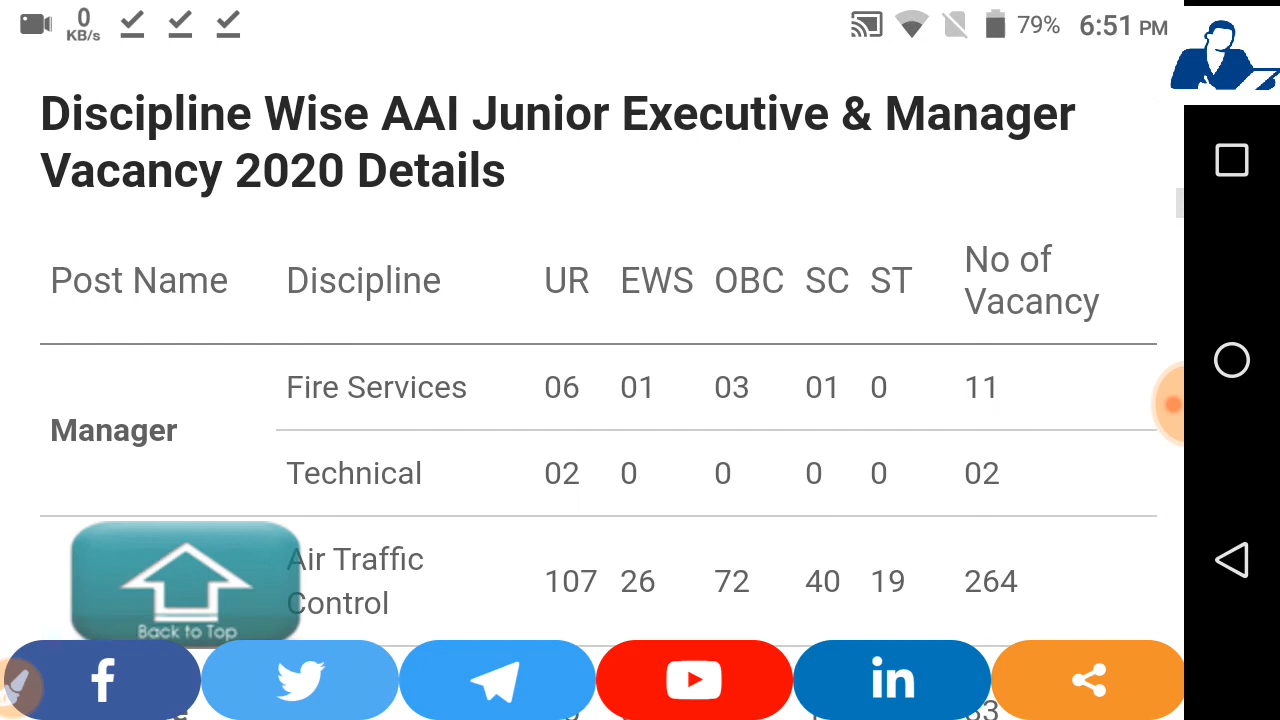 0
KB/s
79% 6:51 PM
Discipline Wise AAI Junior Executive & Manager
Vacancy 2020 Details
Post Name Discipline UR EWS OBC SC ST No of
Vacancy
Manager
Fire Services 06 01 03 01 0 11
Technical 02 0 0 0 0 02
Air Traffic
Control 107 26 72 40 19 264
Back to Top
f
in